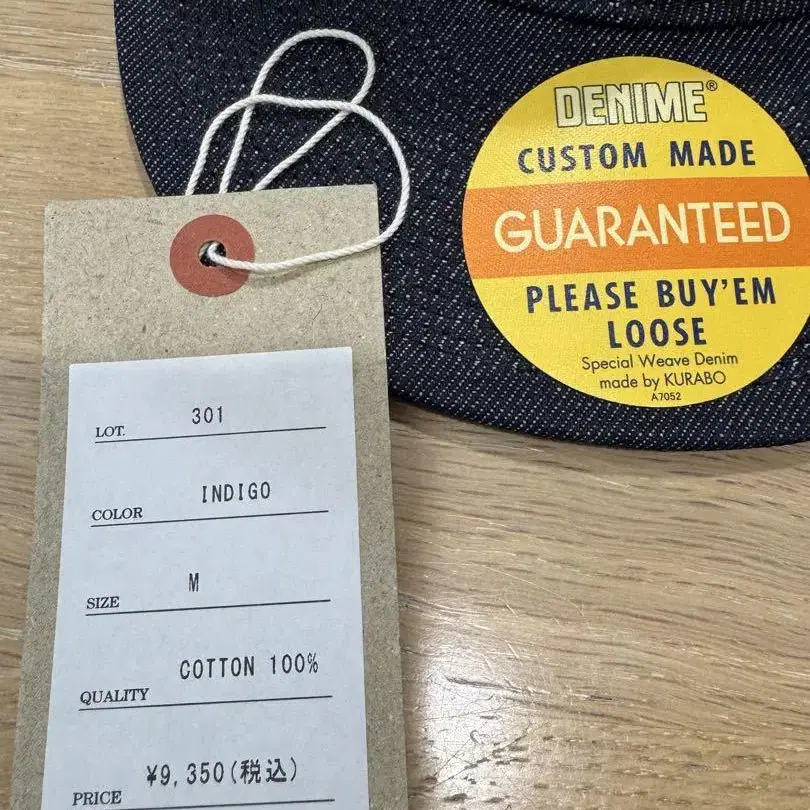 DENIME®
CUSTOM MADE
GUARANTEED
PLEASE BUY'EM
LOOSE
Special Weave Denim
made by KURABO
A7052
LOT. 301
COLOR INDIGO
SIZE M
QUALITY COTTON 100%
PRICE ¥9,350(税込)